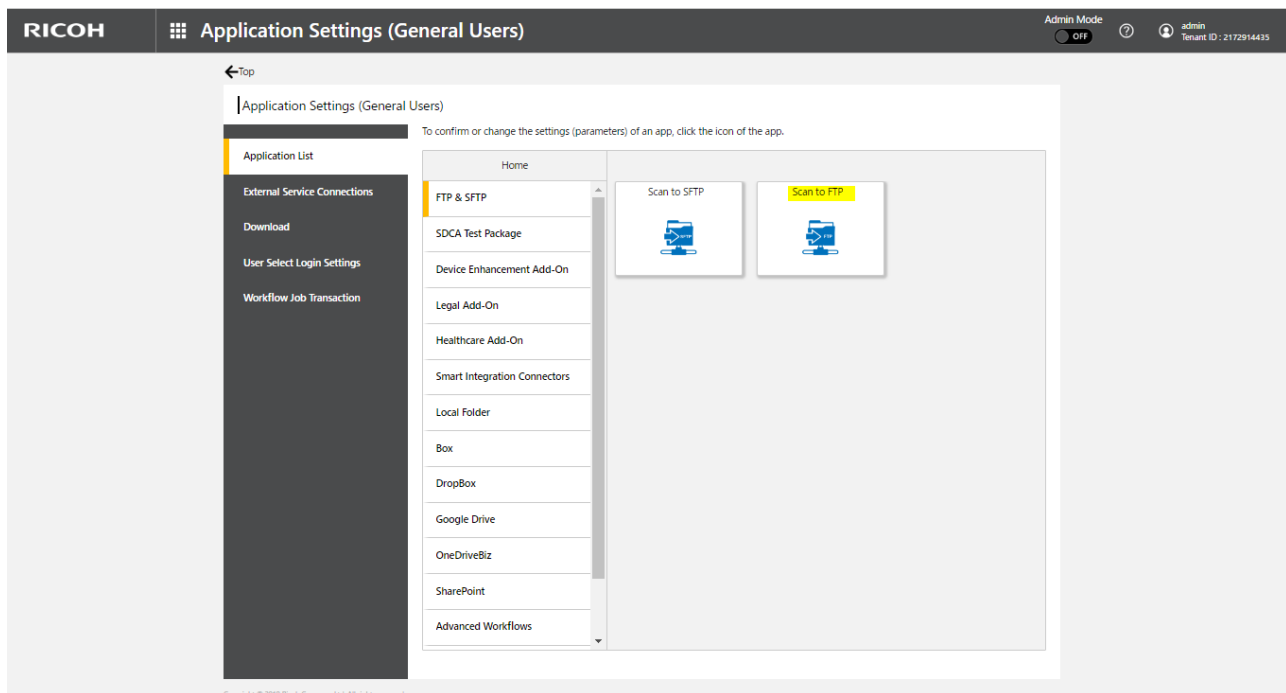 RICOH
Application Settings (General Users)
Admin Mode
OFF
admin
Tenant ID : 2172914435
Top
Application Settings (General Users)
To confirm or change the settings (parameters) of an app, click the icon of the app.
Application List
External Service Connections
Download
User Select Login Settings
Workflow Job Transaction
Home
FTP & SFTP
SDCA Test Package
Device Enhancement Add-On
Legal Add-On
Healthcare Add-On
Smart Integration Connectors
Local Folder
Box
DropBox
Google Drive
OneDriveBiz
SharePoint
Advanced Workflows
Scan to SFTP
SFTP
Scan to FTP
FTP